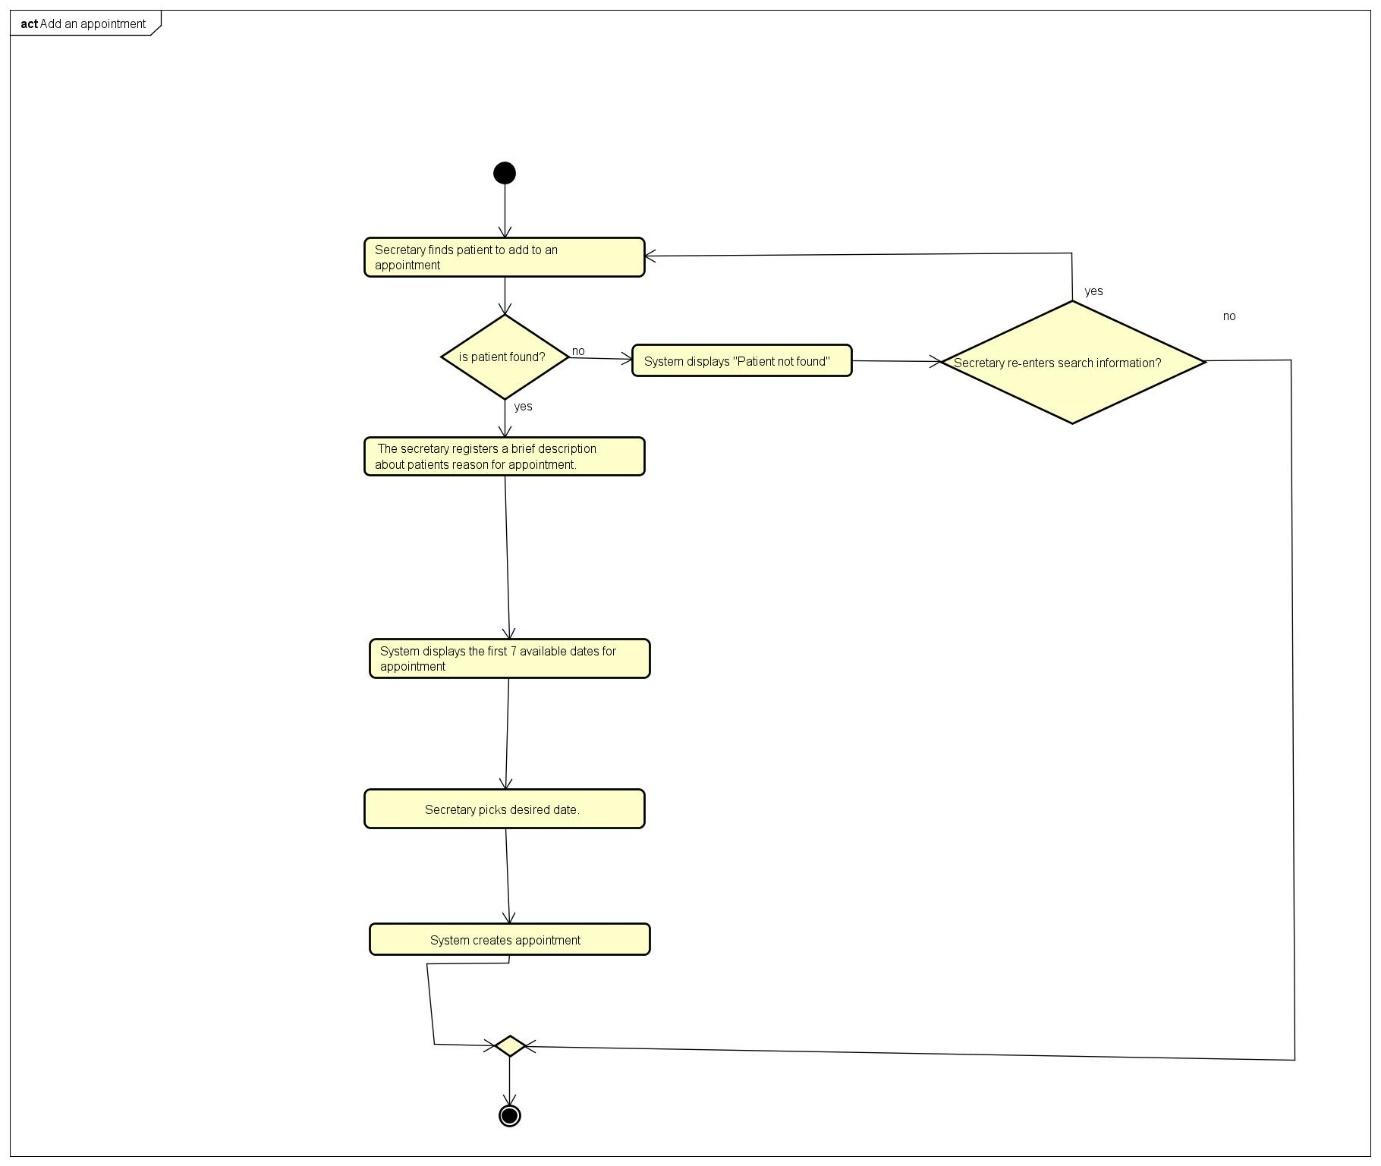 act Add an appointment
Secretary finds patient to add to an
appointment
yes
no
is patient found?
no
System displays "Patient not found"
Secretary re-enters search information?
yes
The secretary registers a brief description
about patients reason for appointment.
System displays the first 7 available dates for
appointment
Secretary picks desired date.
System creates appointment